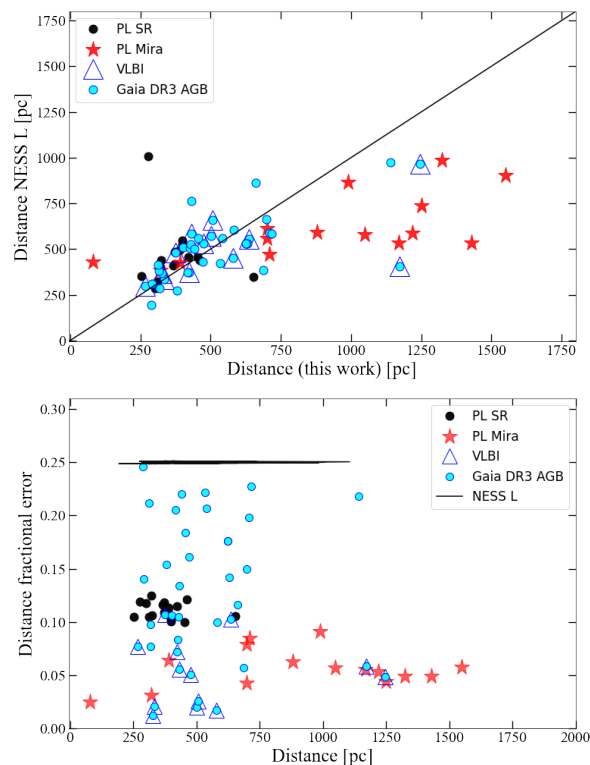 Distance NESS L [pc]
1750
1500
1250
1000
750
500
250
0
PL SR
PL Mira
VLBI
Gaia DR3 AGB
0 250 500 750 1000 1250 1500 1750
Distance (this work) [pc]
Distance fractional error
0.30
0.25
0.20
0.15
0.10
0.05
0.00
PL SR
PL Mira
VLBI
Gaia DR3 AGB
NESS L
0 250 500 750 1000 1250 1500 1750 2000
Distance [pc]